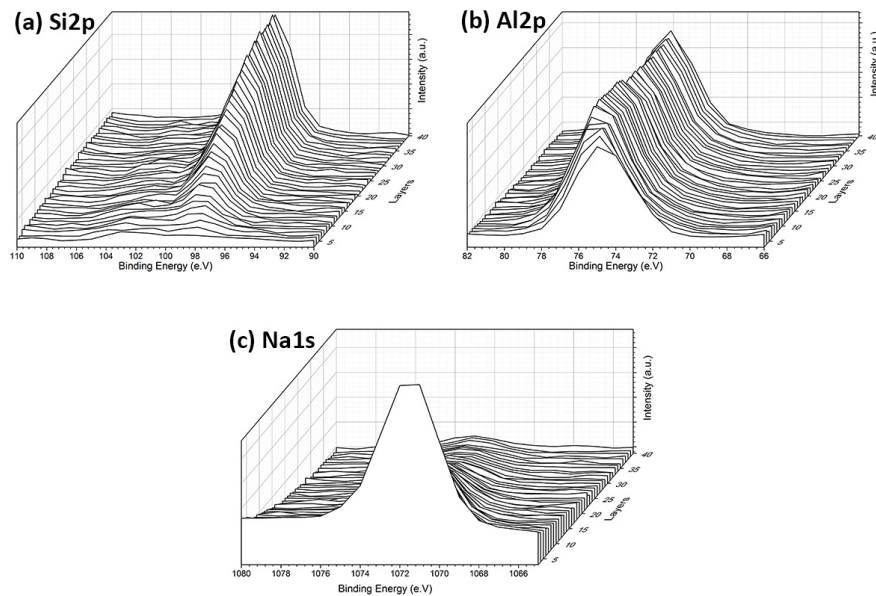 (a) Si2p
Intensity (a.u.)
40
35
30
25
20
15
10
5
Layers
110 108 106 104 102 100 98 96 94 92 90
Binding Energy (e.V)
(b) Al2p
Intensity (a.u.)
40
35
30
25
20
15
10
5
Layers
82 80 78 76 74 72 70 68 66
Binding Energy (e.V)
(c) Na1s
Intensity (a.u.)
40
35
30
25
20
15
10
5
Layers
1080 1078 1076 1074 1072 1070 1068 1066
Binding Energy (e.V)